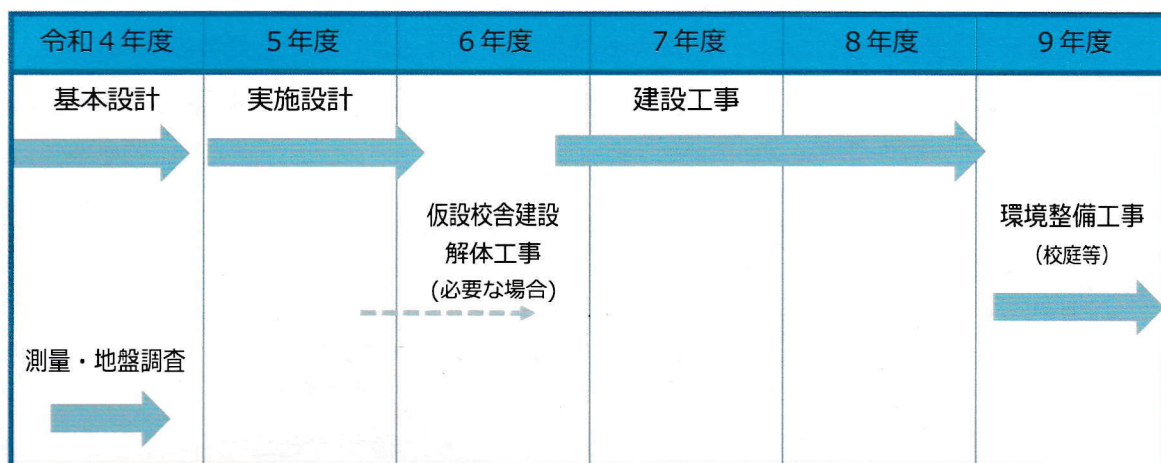 令和4年度 5年度 6年度 7年度 8年度 9年度
基本設計 実施設計 建設工事
仮設校舎建設
解体工事
(必要な場合)
環境整備工事
(校庭等)
測量・地盤調査